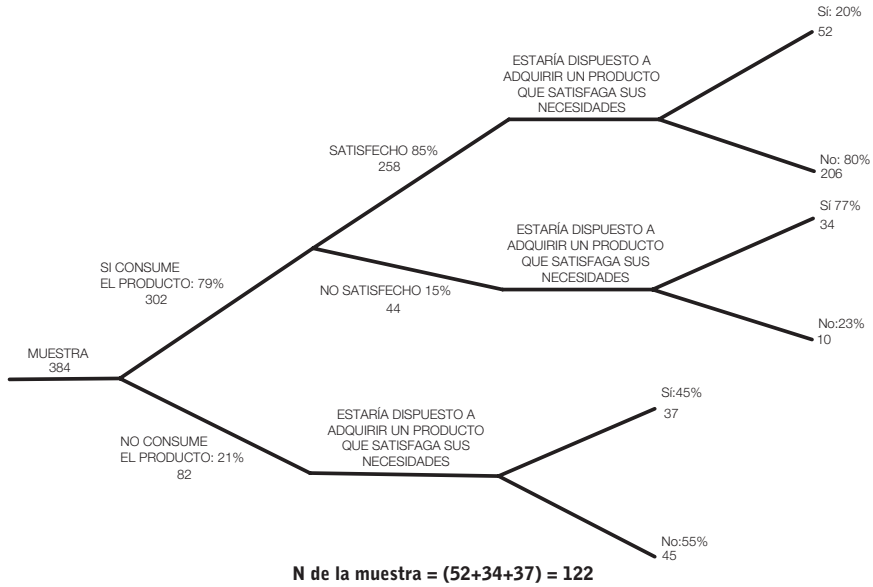 Sí: 20%
52
ESTARÍA DISPUESTO A
ADQUIRIR UN PRODUCTO
QUE SATISFAGA SUS
NECESIDADES
No: 80%
206
SATISFECHO 85%
258
Sí 77%
34
ESTARÍA DISPUESTO A
ADQUIRIR UN PRODUCTO
QUE SATISFAGA SUS
NECESIDADES
No:23%
10
NO SATISFECHO 15%
44
SI CONSUME
EL PRODUCTO: 79%
302
MUESTRA
384
NO CONSUME
EL PRODUCTO: 21%
82
ESTARÍA DISPUESTO A
ADQUIRIR UN PRODUCTO
QUE SATISFAGA SUS
NECESIDADES
Sí:45%
37
No:55%
45
N de la muestra = (52+34+37) = 122